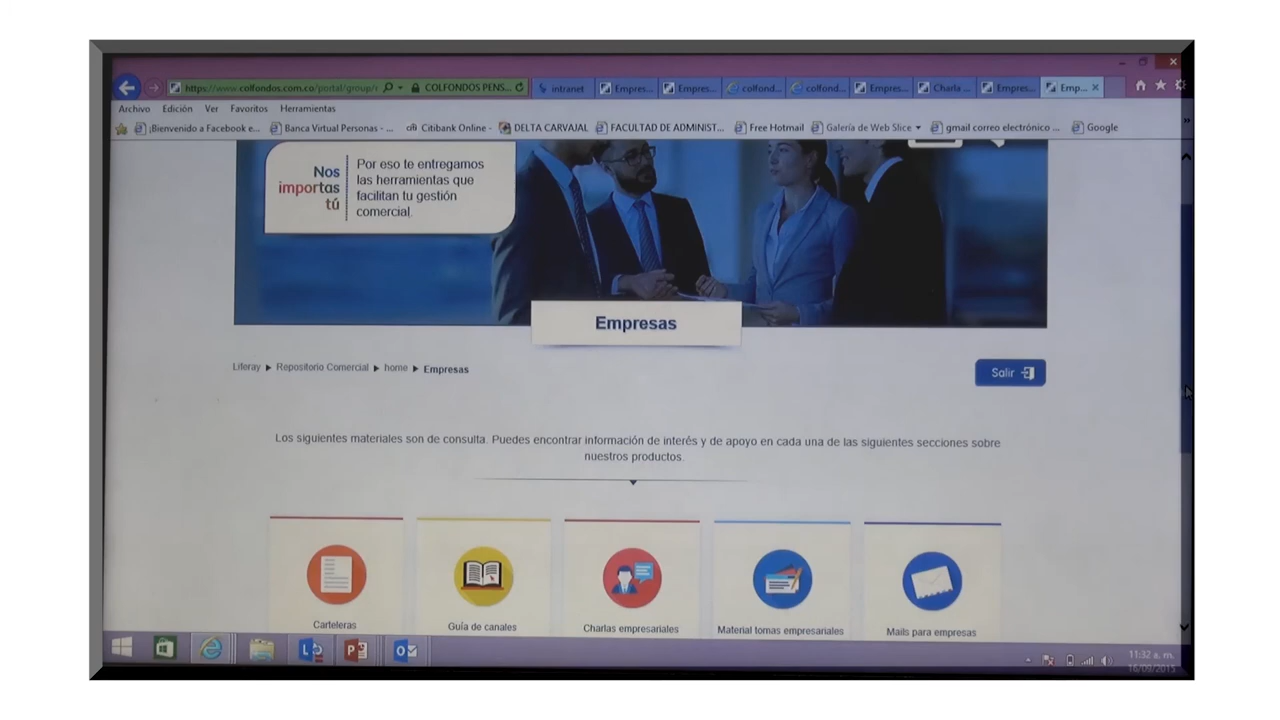 https://www.colfondos.com.co/portal/group/r
COLFONDOS PENS...
intranet
Empres...
Empres...
colfond...
colfond...
Empres...
Charla ...
Empres...
Emp...
Archivo Edición Ver Favoritos Herramientas
¡Bienvenido a Facebook e...
Banca Virtual Personas - ...
citi Citibank Online -
DELTA CARVAJAL
FACULTAD DE ADMINIST...
Free Hotmail
Galería de Web Slice
gmail correo electrónico ...
Google
Nos
importas
tú
Por eso te entregamos
las herramientas que
facilitan tu gestión
comercial.
Empresas
Liferay ▶ Repositorio Comercial ▶ home ▶ Empresas
Salir
Los siguientes materiales son de consulta. Puedes encontrar información de interés y de apoyo en cada una de las siguientes secciones sobre
nuestros productos.
Carteleras
Guía de canales
Charlas empresariales
Material tomas empresariales
Mails para empresas
11:32 a. m.
16/09/2015